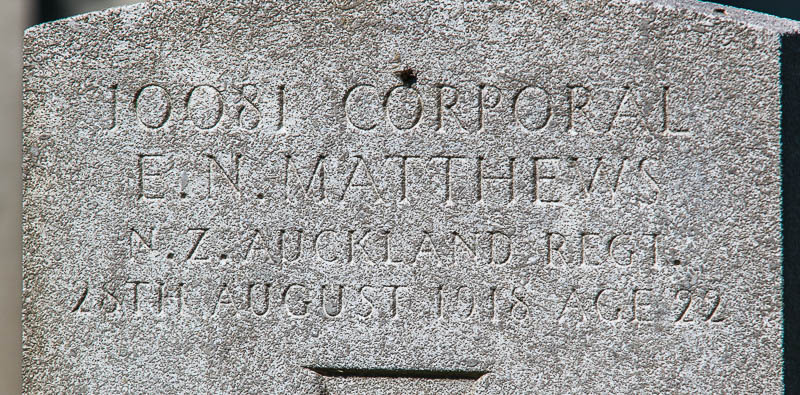 10081 CORPORAL
E.N.MATTHEWS
N.Z.AUCKLAND REGT.
28TH AUGUST 1918 AGE 22